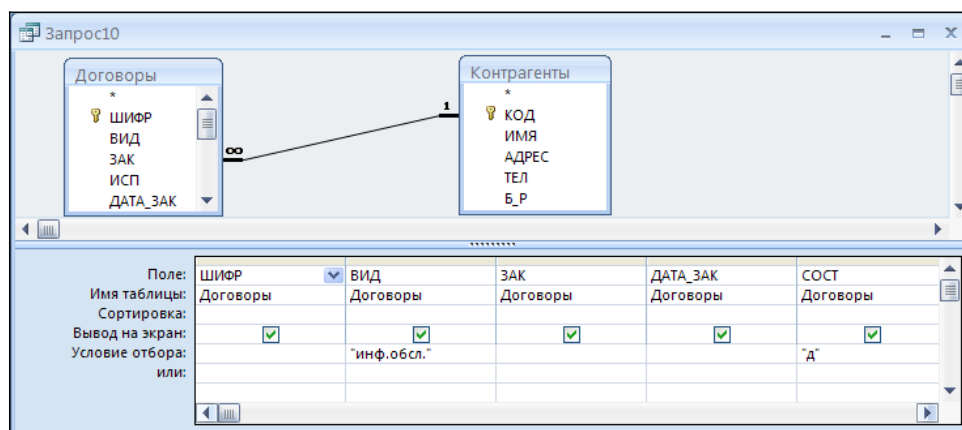 Запрос10
Договоры
*
ШИФР
ВИД
ЗАК
ИСП
ДАТА_ЗАК
∞
1
Контрагенты
*
КОД
ИМЯ
АДРЕС
ТЕЛ
Б_Р
Поле: ШИФР ВИД ЗАК ДАТА_ЗАК СОСТ
Имя таблицы: Договоры Договоры Договоры Договоры Договоры
Сортировка:
Вывод на экран:
Условие отбора: "инф.обсл." "д"
или: